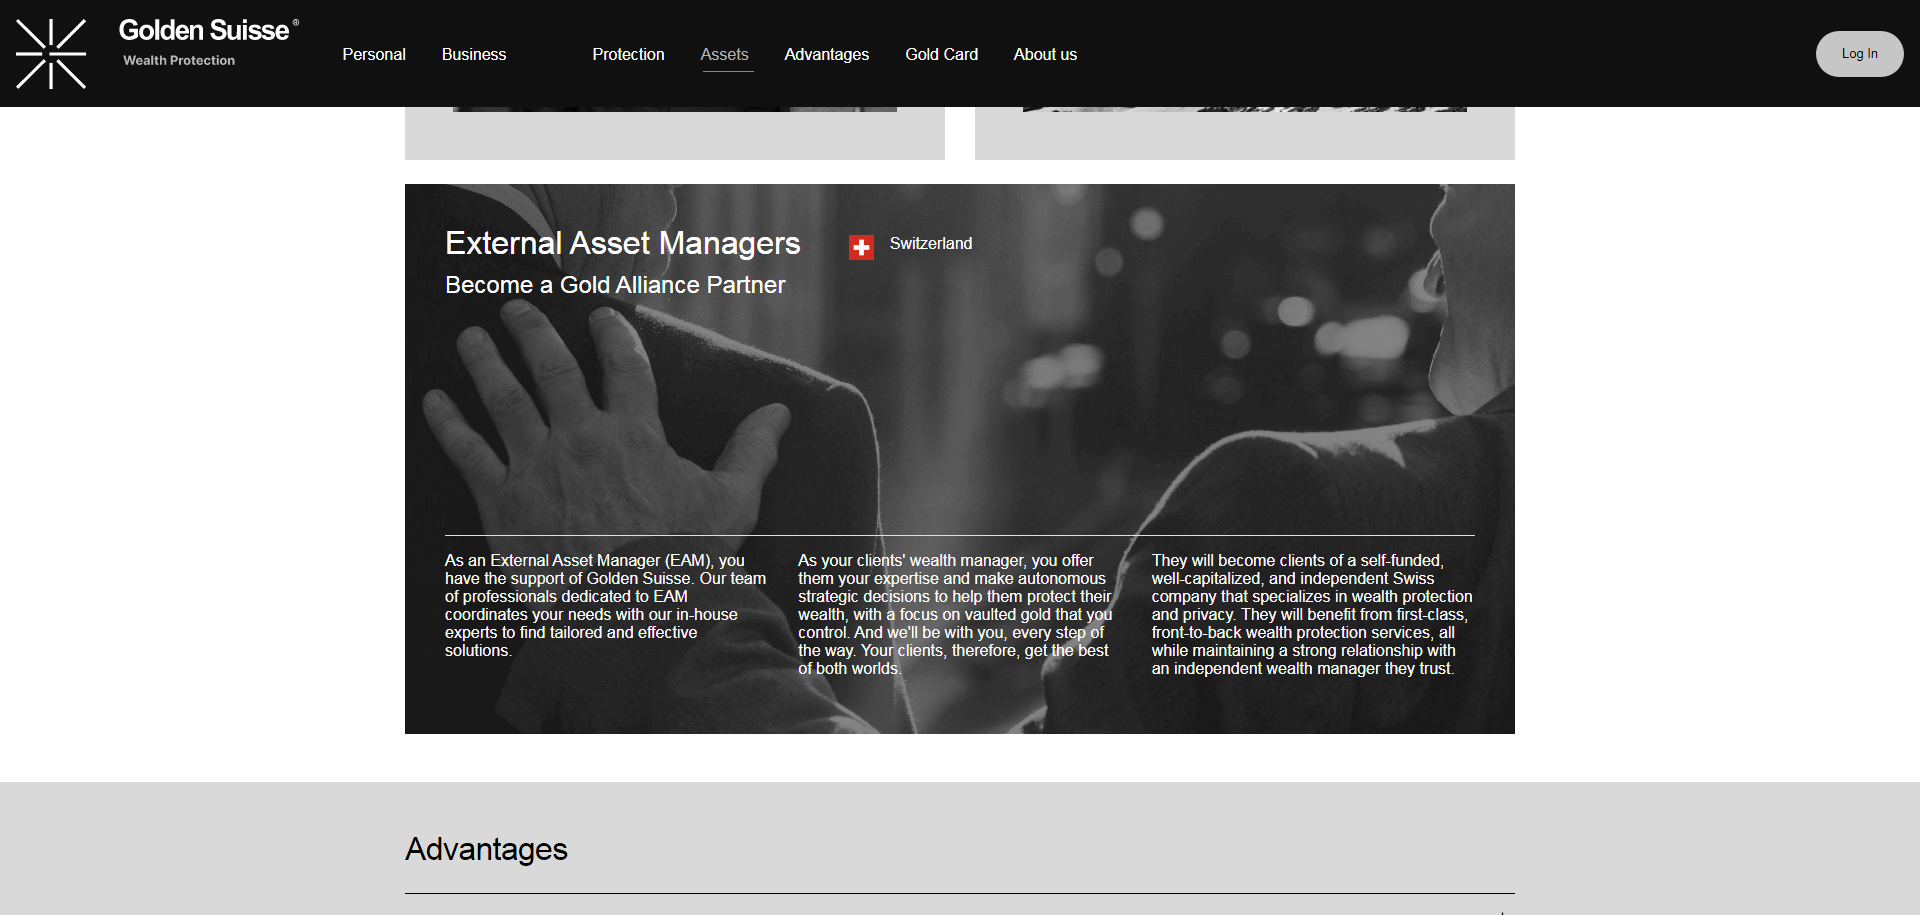 Golden Suisse®
Wealth Protection
Personal Business Protection Assets Advantages Gold Card About us
Log In
External Asset Managers Switzerland
Become a Gold Alliance Partner
As an External Asset Manager (EAM), you
have the support of Golden Suisse. Our team
of professionals dedicated to EAM
coordinates your needs with our in-house
experts to find tailored and effective
solutions.
As your clients' wealth manager, you offer
them your expertise and make autonomous
strategic decisions to help them protect their
wealth, with a focus on vaulted gold that you
control. And we'll be with you, every step of
the way. Your clients, therefore, get the best
of both worlds.
They will become clients of a self-funded,
well-capitalized, and independent Swiss
company that specializes in wealth protection
and privacy. They will benefit from first-class,
front-to-back wealth protection services, all
while maintaining a strong relationship with
an independent wealth manager they trust.
Advantages